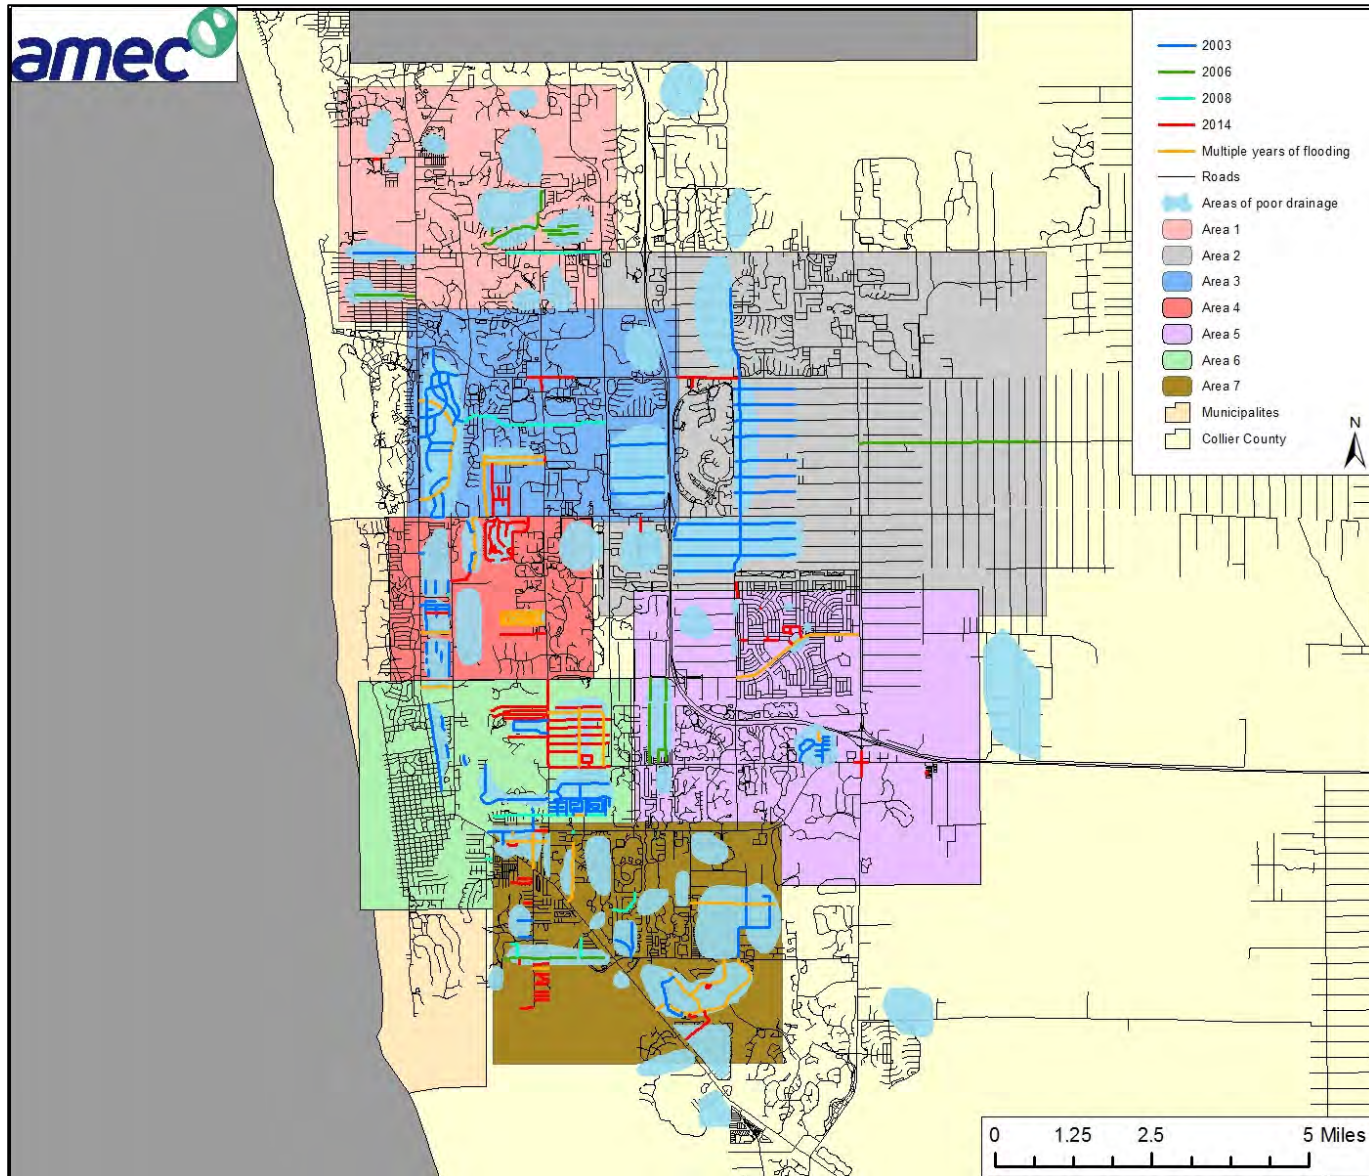 amec
2003
2006
2008
2014
Multiple years of flooding
Roads
Areas of poor drainage
Area 1
Area 2
Area 3
Area 4
Area 5
Area 6
Area 7
Municipalites
Collier County
N
0 1.25 2.5 5 Miles